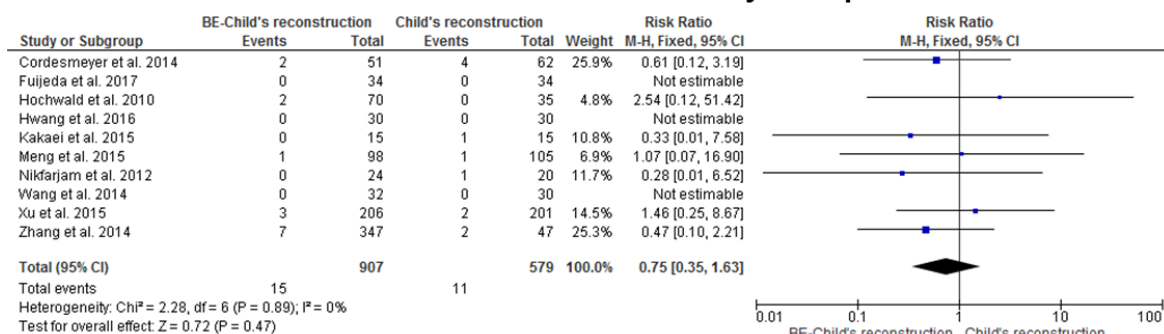 BE-Child's reconstruction Child's reconstruction Risk Ratio Risk Ratio
Study or Subgroup Events Total Events Total Weight M-H, Fixed, 95% CI M-H, Fixed, 95% CI
Cordesmeyer et al. 2014 2 51 4 62 25.9% 0.61 [0.12, 3.19]
Fuijeda et al. 2017 0 34 0 34 Not estimable
Hochwald et al. 2010 2 70 0 35 4.8% 2.54 [0.12, 51.42]
Hwang et al. 2016 0 30 0 30 Not estimable
Kakaei et al. 2015 0 15 1 15 10.8% 0.33 [0.01, 7.58]
Meng et al. 2015 1 98 1 105 6.9% 1.07 [0.07, 16.90]
Nikfarjam et al. 2012 0 24 1 20 11.7% 0.28 [0.01, 6.52]
Wang et al. 2014 0 32 0 30 Not estimable
Xu et al. 2015 3 206 2 201 14.5% 1.46 [0.25, 8.67]
Zhang et al. 2014 7 347 2 47 25.3% 0.47 [0.10, 2.21]
Total (95% CI) 907 579 100.0% 0.75 [0.35, 1.63]
Total events 15 11
Heterogeneity: Chi² = 2.28, df = 6 (P = 0.89); I² = 0%
Test for overall effect: Z = 0.72 (P = 0.47)
0.01 0.1 1 10 100
BE-Child's reconstruction Child's reconstruction